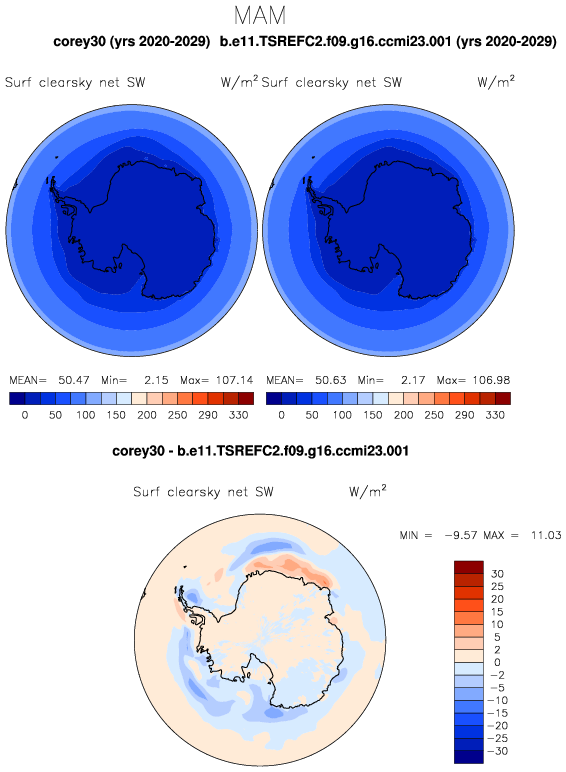 MAM
corey30 (yrs 2020-2029) b.e11.TSREFC2.f09.g16.ccmi23.001 (yrs 2020-2029)
Surf clearsky net SW W/m² Surf clearsky net SW W/m²
MEAN= 50.47 Min= 2.15 Max= 107.14 MEAN= 50.63 Min= 2.17 Max= 106.98
0 50 100 150 200 250 290 330 0 50 100 150 200 250 290 330
corey30 - b.e11.TSREFC2.f09.g16.ccmi23.001
Surf clearsky net SW W/m²
MIN = -9.57 MAX = 11.03
30
25
20
15
10
5
2
0
-2
-5
-10
-15
-20
-25
-30